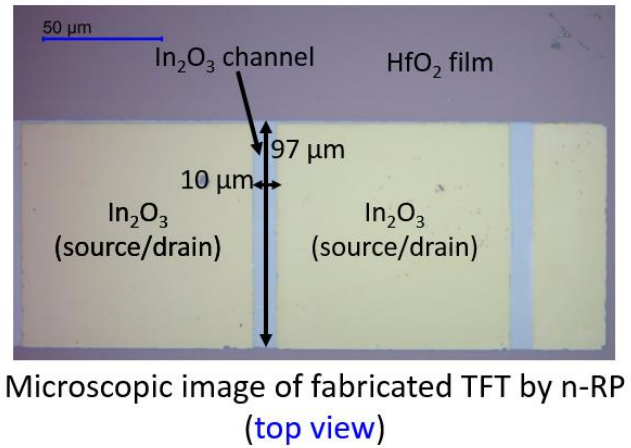 50 µm
In₂O₃ channel
HfO₂ film
97 µm
10 µm
In₂O₃
(source/drain)
In₂O₃
(source/drain)
Microscopic image of fabricated TFT by n-RP
(top view)